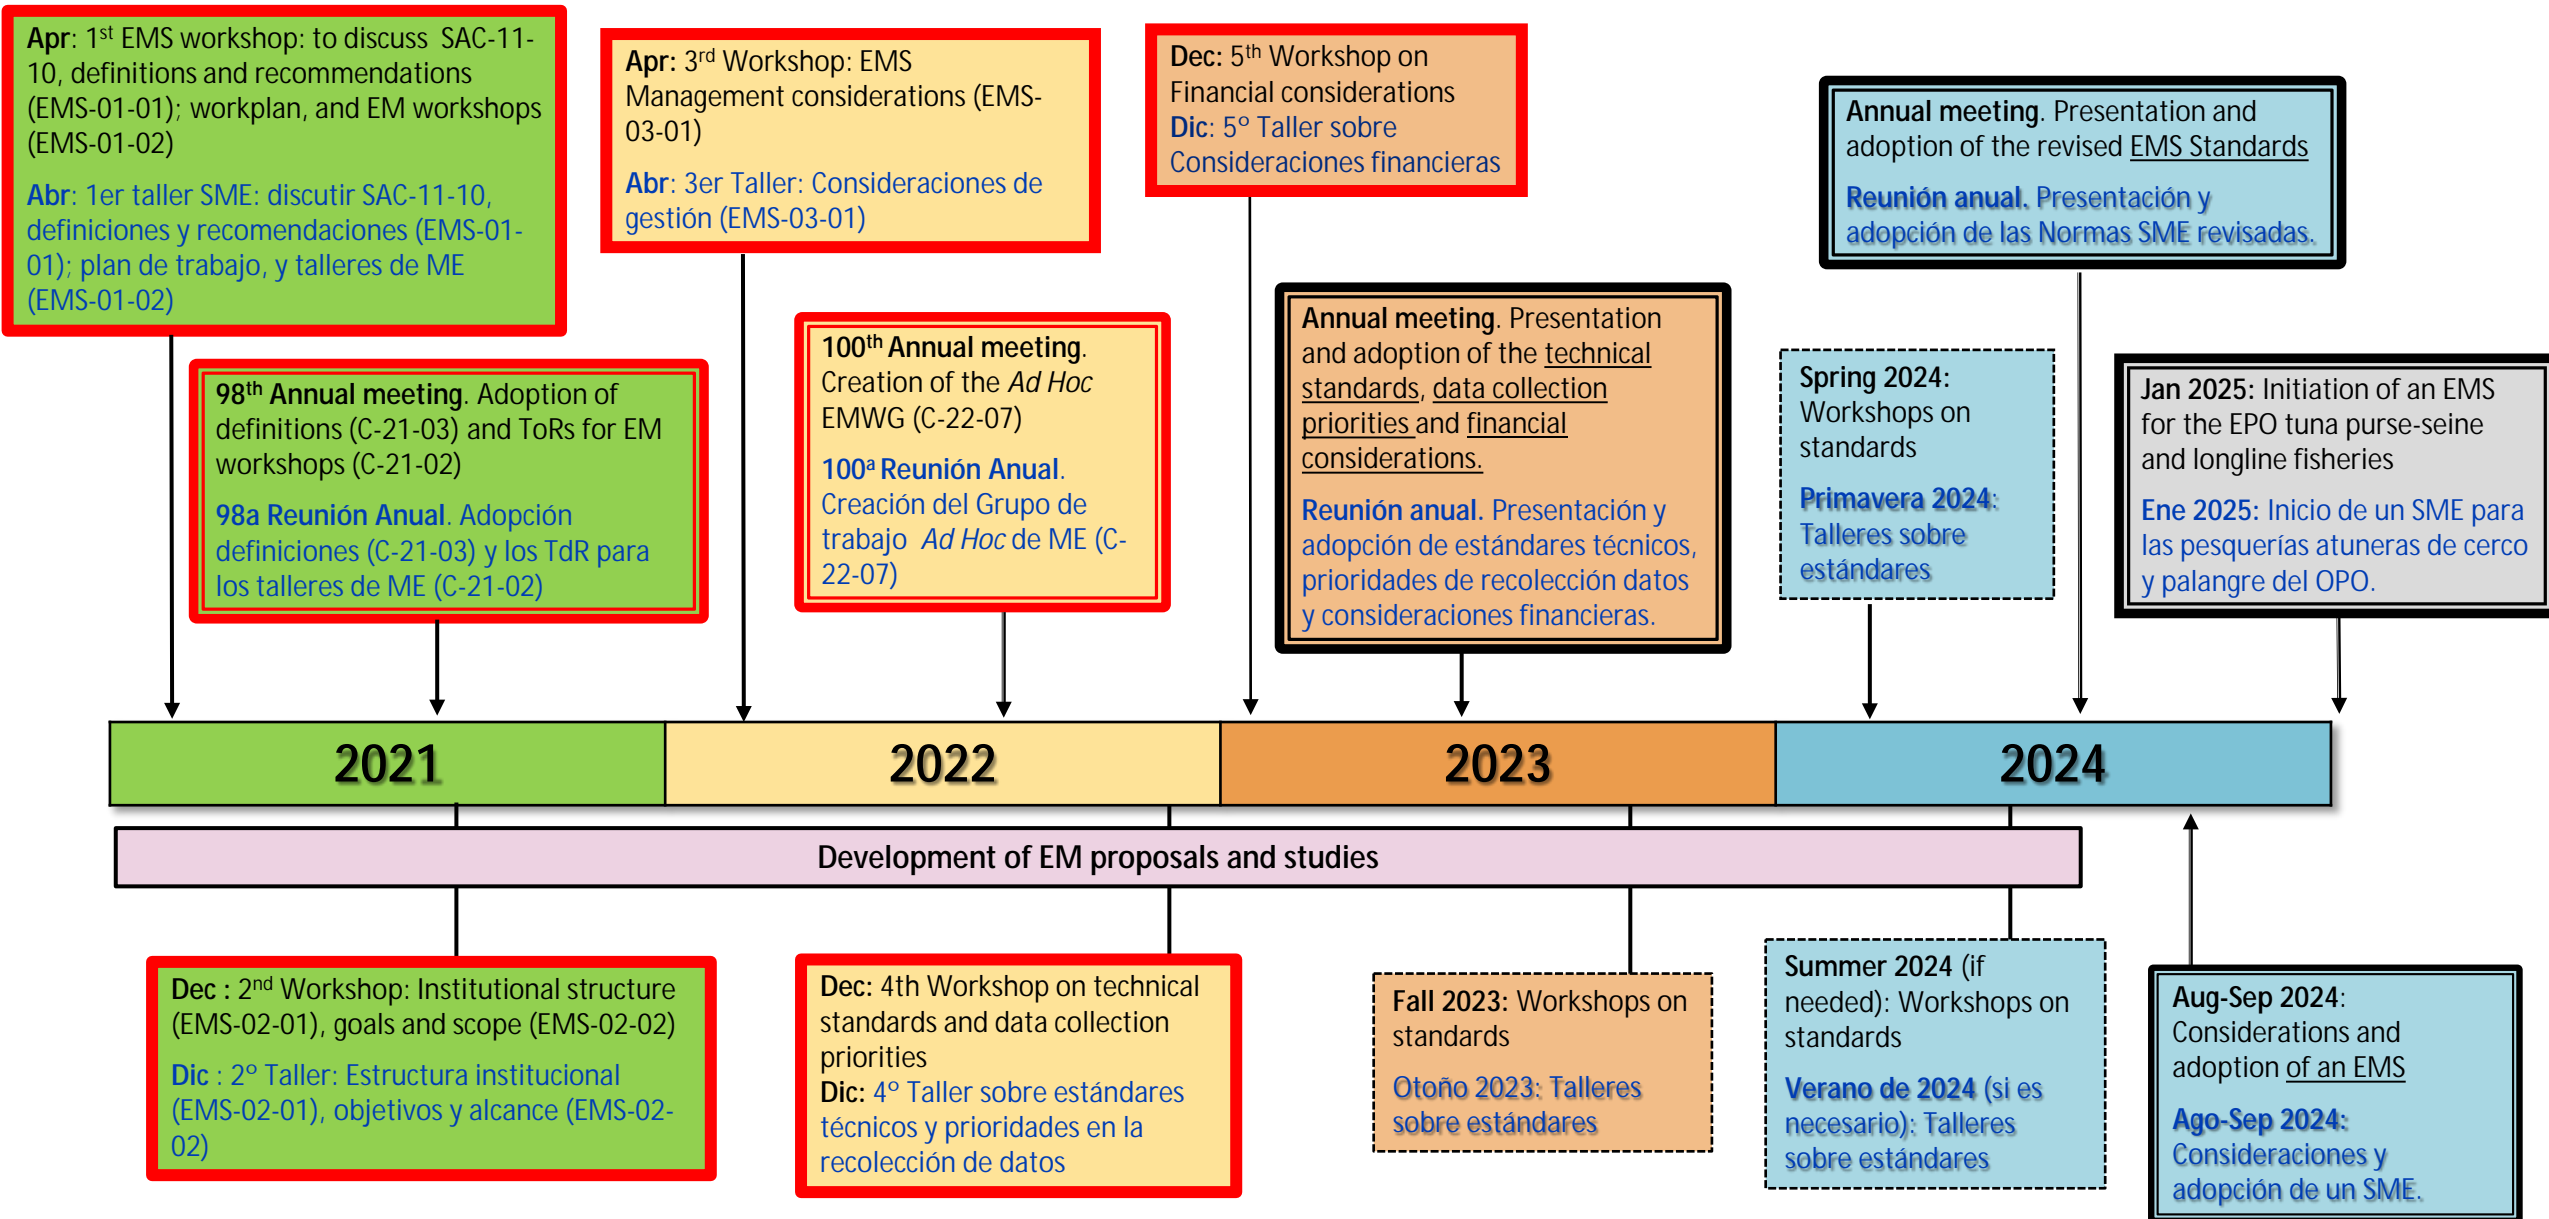 Apr: 1st EMS workshop: to discuss SAC-11-
10, definitions and recommendations
(EMS-01-01); workplan, and EM workshops
(EMS-01-02)
Abr: 1er taller SME: discutir SAC-11-10,
definiciones y recomendaciones (EMS-01-
01); plan de trabajo, y talleres de ME
(EMS-01-02)
98th Annual meeting. Adoption of
definitions (C-21-03) and ToRs for EM
workshops (C-21-02)
98a Reunión Anual. Adopción
definiciones (C-21-03) y los TdR para
los talleres de ME (C-21-02)
Apr: 3rd Workshop: EMS
Management considerations (EMS-
03-01)
Abr: 3er Taller: Consideraciones de
gestión (EMS-03-01)
100th Annual meeting.
Creation of the Ad Hoc
EMWG (C-22-07)
100ª Reunión Anual.
Creación del Grupo de
trabajo Ad Hoc de ME (C-
22-07)
Dec: 5th Workshop on
Financial considerations
Dic: 5º Taller sobre
Consideraciones financieras
Annual meeting. Presentation
and adoption of the technical
standards, data collection
priorities and financial
considerations.
Reunión anual. Presentación y
adopción de estándares técnicos,
prioridades de recolección datos
y consideraciones financieras.
Annual meeting. Presentation and
adoption of the revised EMS Standards
Reunión anual. Presentación y
adopción de las Normas SME revisadas.
Spring 2024:
Workshops on
standards
Primavera 2024:
Talleres sobre
estándares
Jan 2025: Initiation of an EMS
for the EPO tuna purse-seine
and longline fisheries
Ene 2025: Inicio de un SME para
las pesquerías atuneras de cerco
y palangre del OPO.
2021
2022
2023
2024
Development of EM proposals and studies
Dec : 2nd Workshop: Institutional structure
(EMS-02-01), goals and scope (EMS-02-02)
Dic : 2º Taller: Estructura institucional
(EMS-02-01), objetivos y alcance (EMS-02-
02)
Dec: 4th Workshop on technical
standards and data collection
priorities
Dic: 4º Taller sobre estándares
técnicos y prioridades en la
recolección de datos
Fall 2023: Workshops on
standards
Otoño 2023: Talleres
sobre estándares
Summer 2024 (if
needed): Workshops on
standards
Verano de 2024 (si es
necesario): Talleres
sobre estándares
Aug-Sep 2024:
Considerations and
adoption of an EMS
Ago-Sep 2024:
Consideraciones y
adopción de un SME.